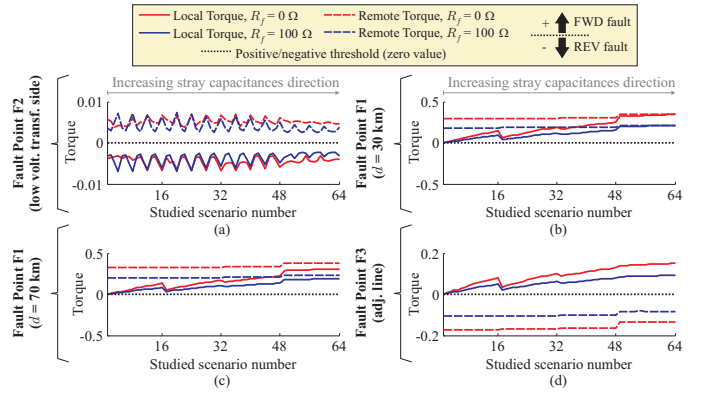 Local Torque, R_f = 0 Ω
Remote Torque, R_f = 0 Ω
Local Torque, R_f = 100 Ω
Remote Torque, R_f = 100 Ω
Positive/negative threshold (zero value)
+ FWD fault
- REV fault
Increasing stray capacitances direction
Fault Point F2
(low volt. transf. side)
Torque
0.01
0
-0.01
16 32 48 64
Studied scenario number
(a)
Increasing stray capacitances direction
Fault Point F1
(d = 30 km)
Torque
0.5
0
-0.5
16 32 48 64
Studied scenario number
(b)
Fault Point F1
(d = 70 km)
Torque
0.5
0
-0.5
16 32 48 64
Studied scenario number
(c)
Fault Point F3
(adj. line)
Torque
0.2
0
-0.2
16 32 48 64
Studied scenario number
(d)